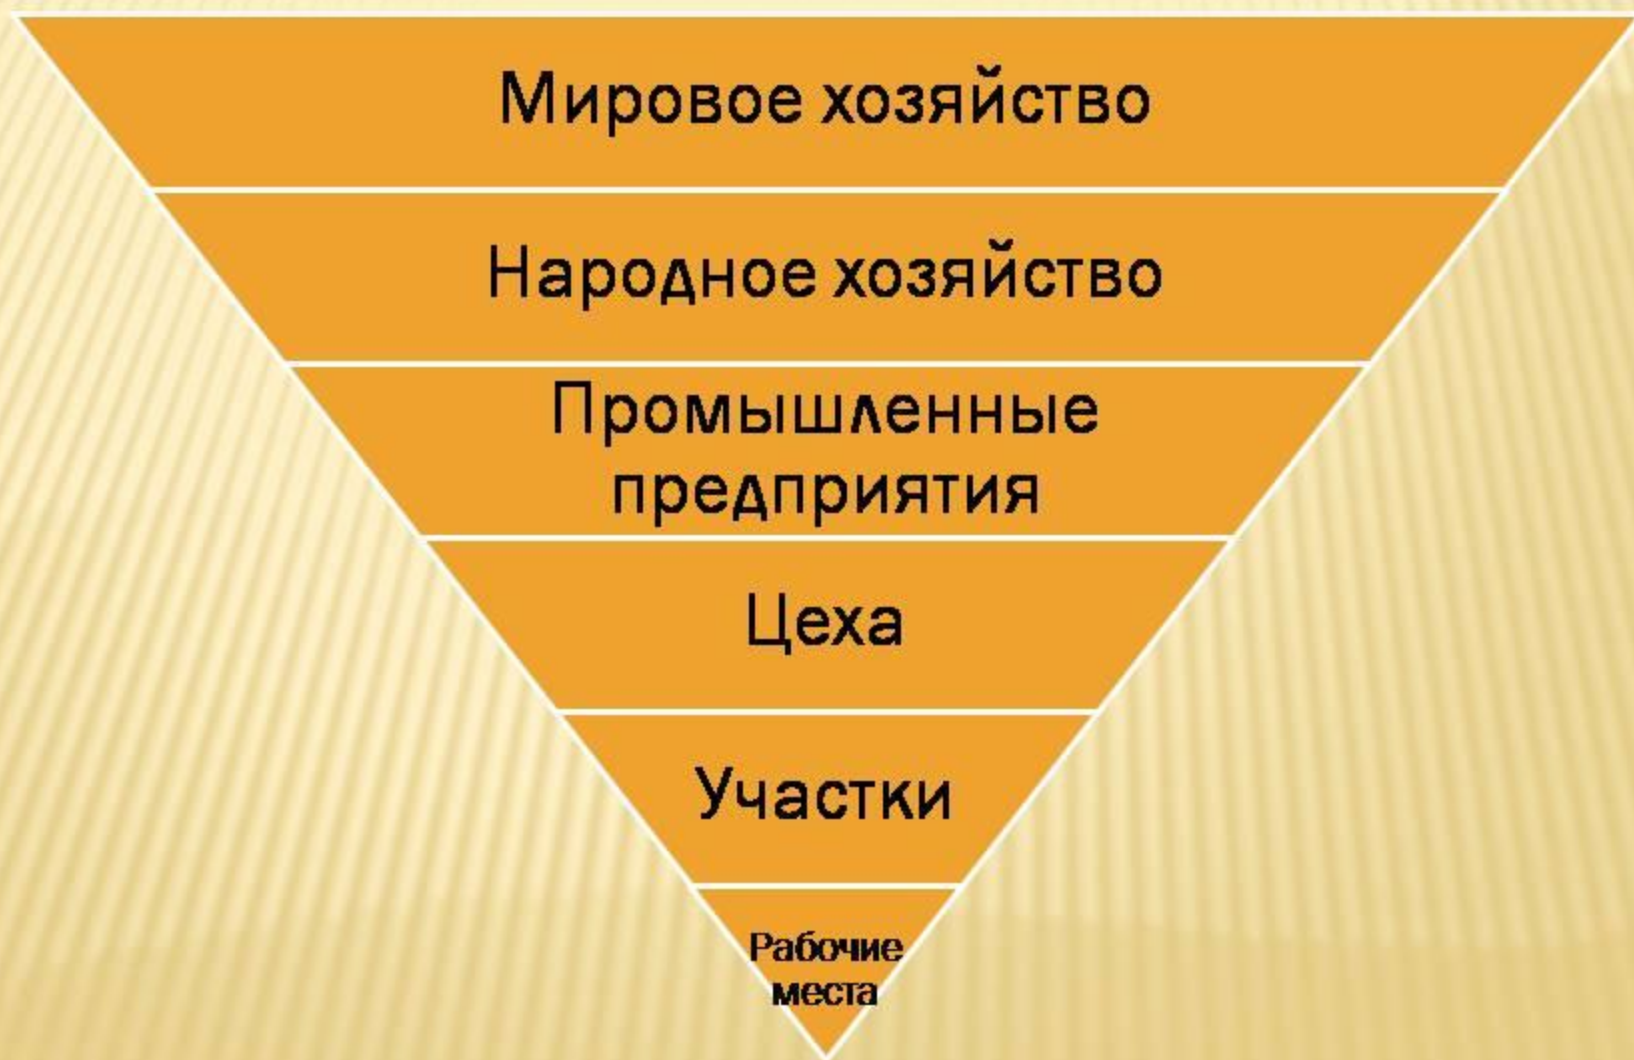 Мировое хозяйство
Народное хозяйство
Промышленные
предприятия
Цеха
Участки
Рабочие
места